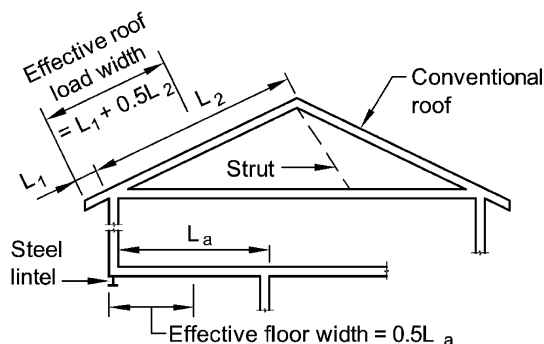 Effective roof
load width
= L₁ + 0.5L₂
L₂
L₁
Conventional
roof
Strut
Steel
lintel
Lₐ
Effective floor width = 0.5Lₐ